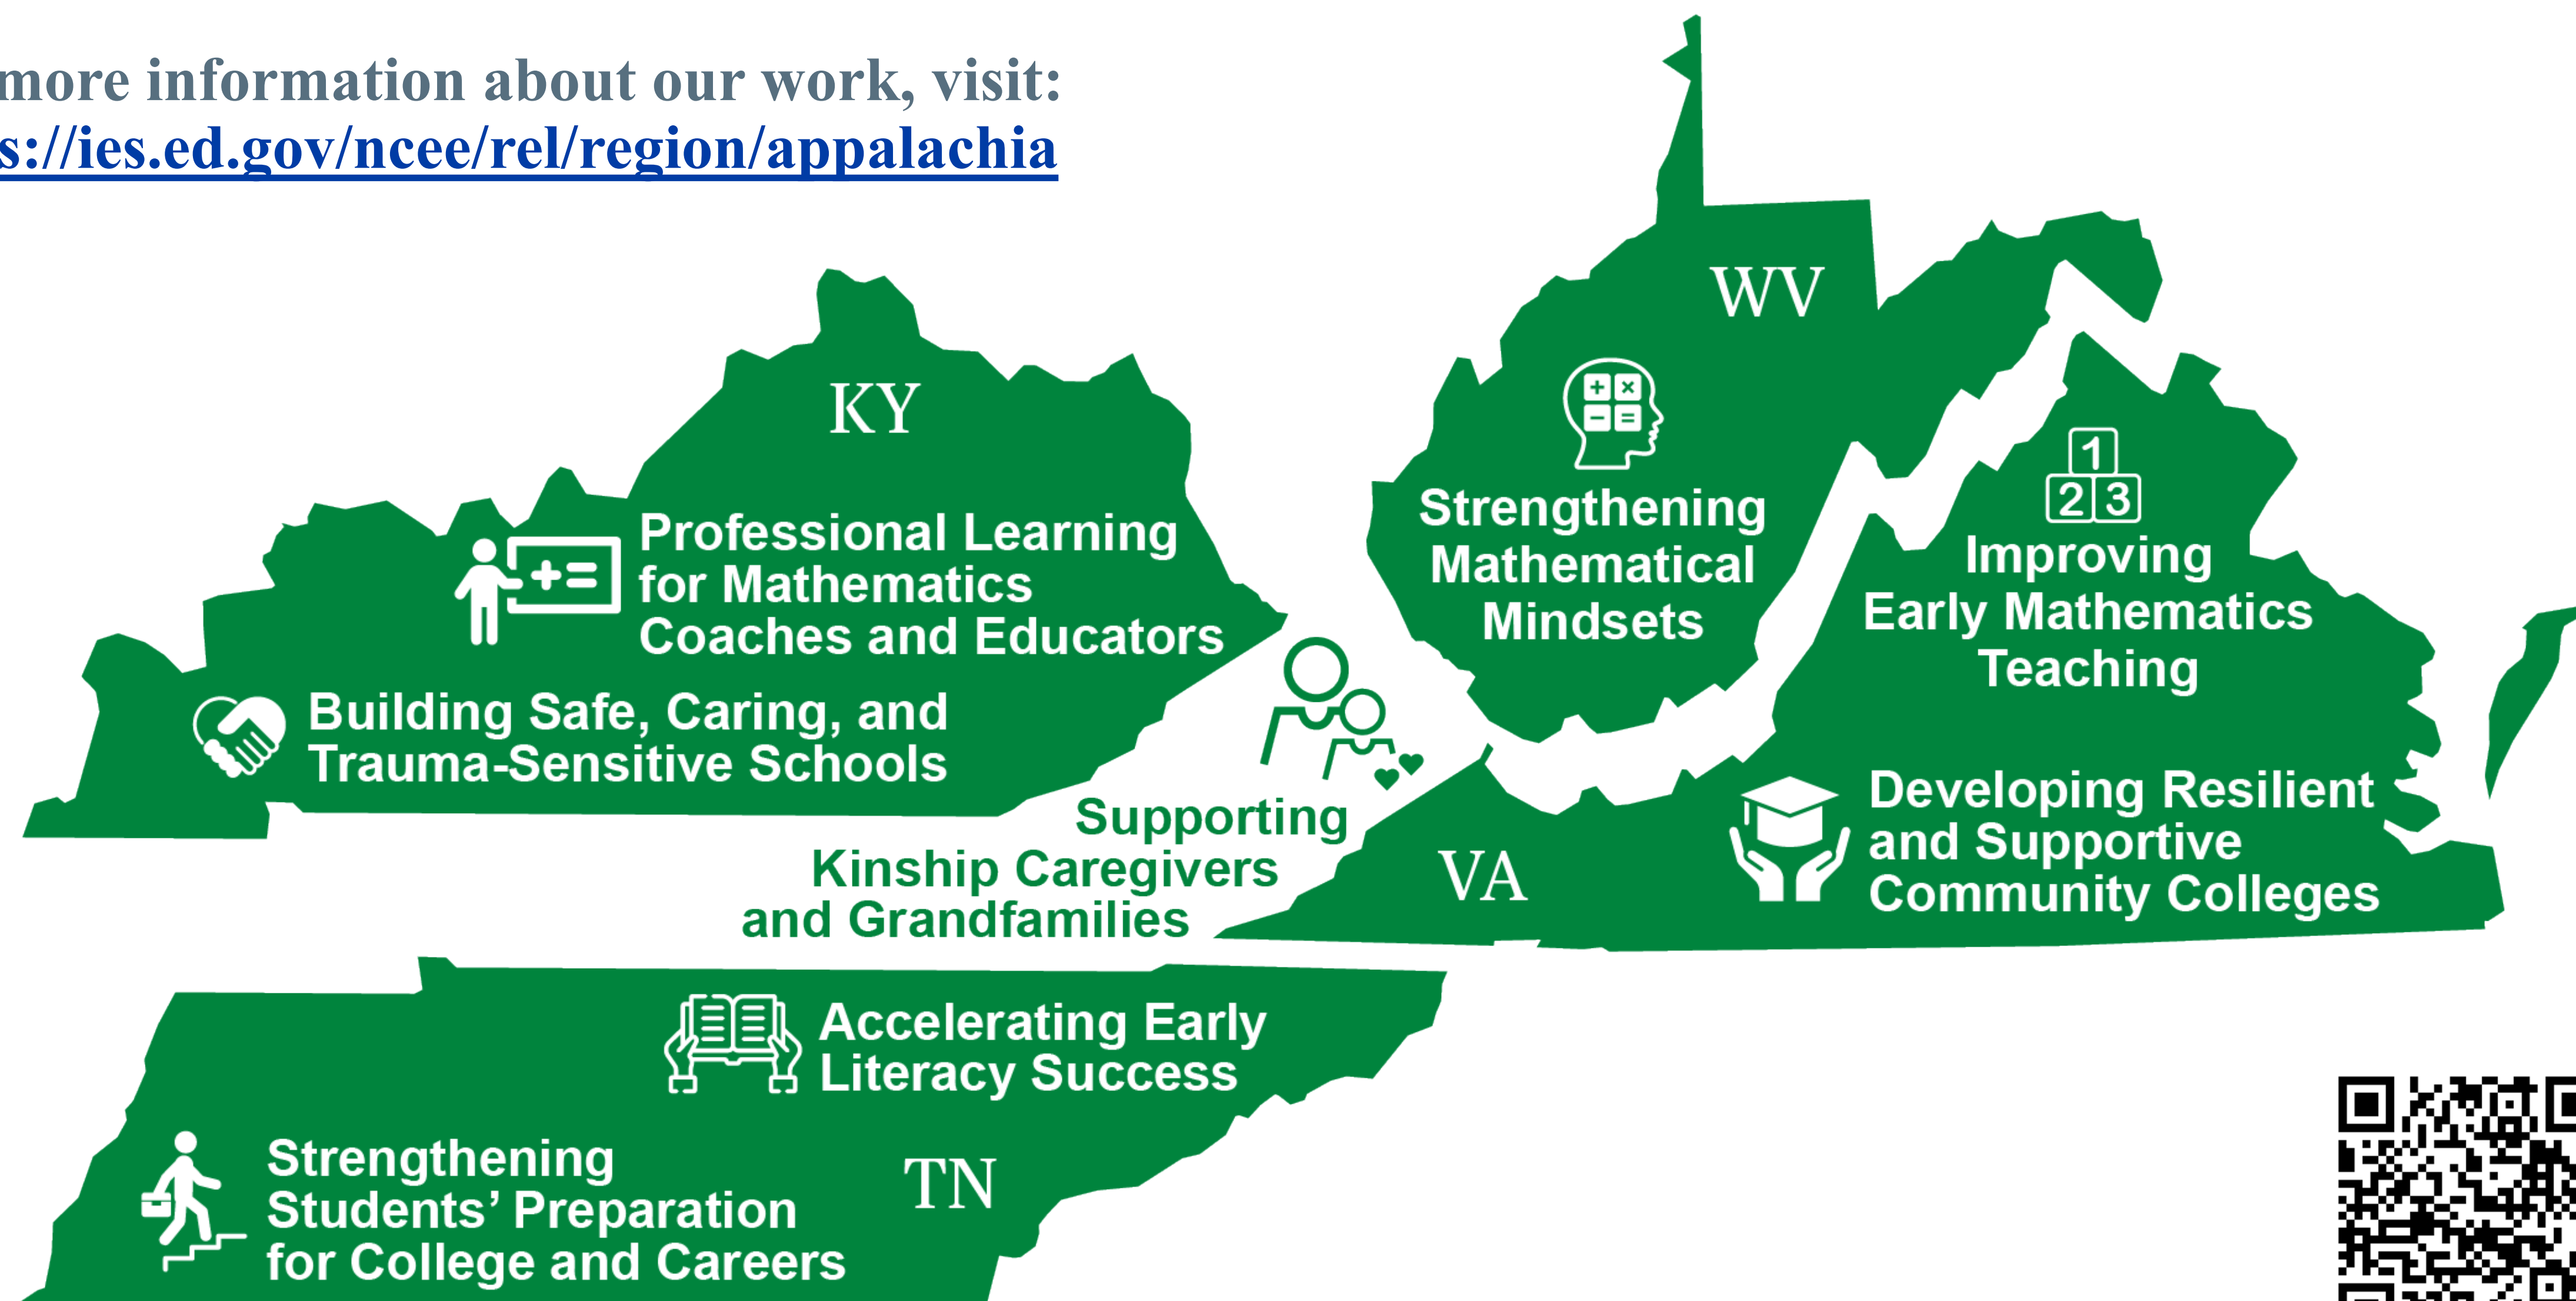 more information about our work, visit:
s://ies.ed.gov/ncee/rel/region/appalachia
WV
KY
Strengthening
Mathematical
Mindsets
1
2 3
Improving
Early Mathematics
Teaching
Professional Learning
for Mathematics
Coaches and Educators
Building Safe, Caring, and
Trauma-Sensitive Schools
Supporting
Kinship Caregivers
and Grandfamilies
VA
Developing Resilient
and Supportive
Community Colleges
Accelerating Early
Literacy Success
Strengthening
Students’ Preparation
for College and Careers
TN